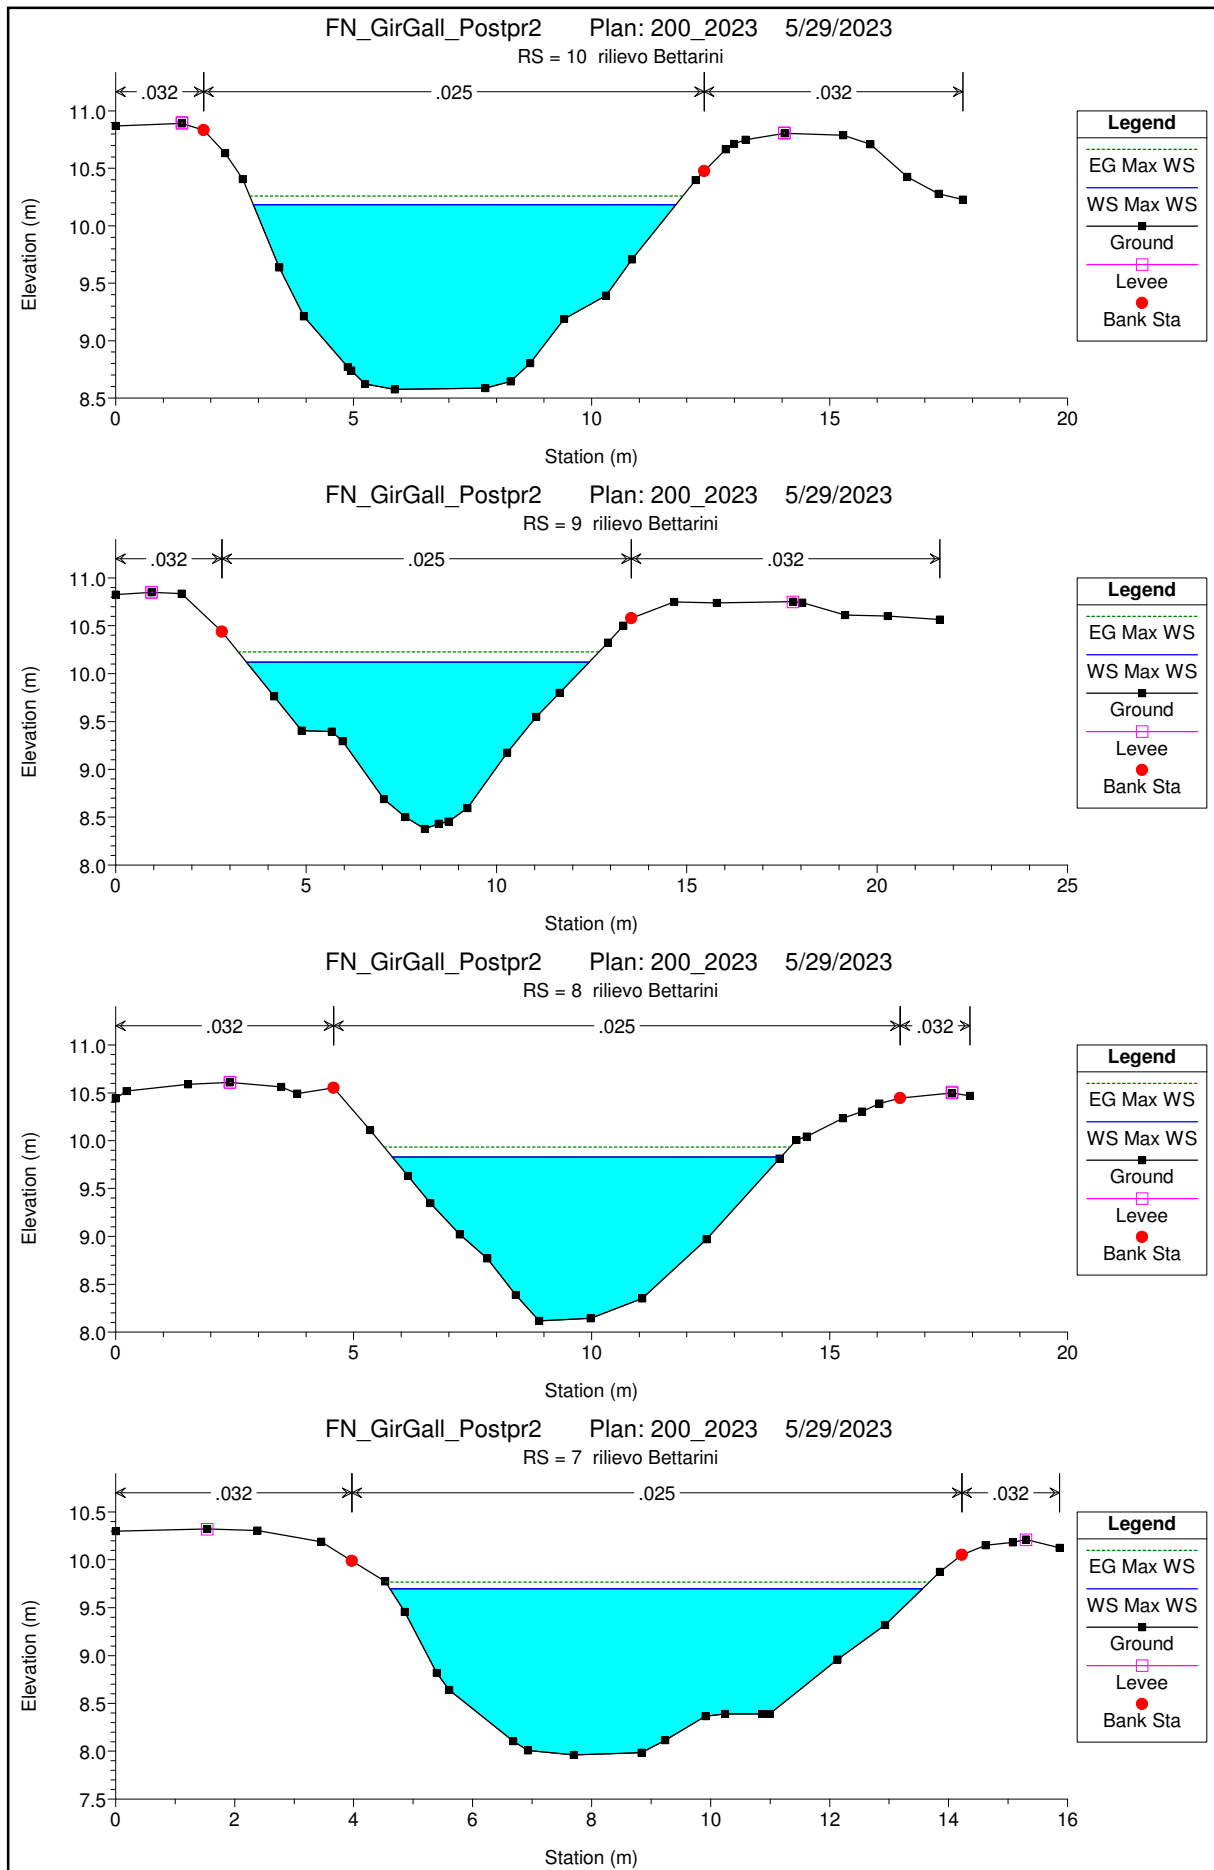 FN_GirGall_Postpr2 Plan: 200_2023 5/29/2023
RS = 10 rilievo Bettarini
.032 .025 .032
11.0
10.5
10.0
9.5
9.0
8.5
Elevation (m)
0 5 10 15 20
Station (m)
Legend
EG Max WS
WS Max WS
Ground
Levee
Bank Sta
FN_GirGall_Postpr2 Plan: 200_2023 5/29/2023
RS = 9 rilievo Bettarini
.032 .025 .032
11.0
10.5
10.0
9.5
9.0
8.5
8.0
Elevation (m)
0 5 10 15 20 25
Station (m)
Legend
EG Max WS
WS Max WS
Ground
Levee
Bank Sta
FN_GirGall_Postpr2 Plan: 200_2023 5/29/2023
RS = 8 rilievo Bettarini
.032 .025 .032
11.0
10.5
10.0
9.5
9.0
8.5
8.0
Elevation (m)
0 5 10 15 20
Station (m)
Legend
EG Max WS
WS Max WS
Ground
Levee
Bank Sta
FN_GirGall_Postpr2 Plan: 200_2023 5/29/2023
RS = 7 rilievo Bettarini
.032 .025 .032
10.5
10.0
9.5
9.0
8.5
8.0
7.5
Elevation (m)
0 2 4 6 8 10 12 14 16
Station (m)
Legend
EG Max WS
WS Max WS
Ground
Levee
Bank Sta